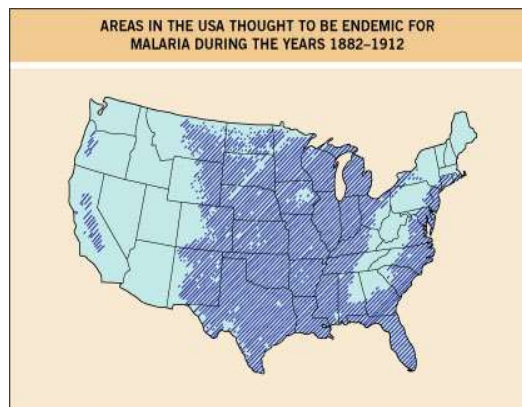 AREAS IN THE USA THOUGHT TO BE ENDEMIC FOR
MALARIA DURING THE YEARS 1882–1912